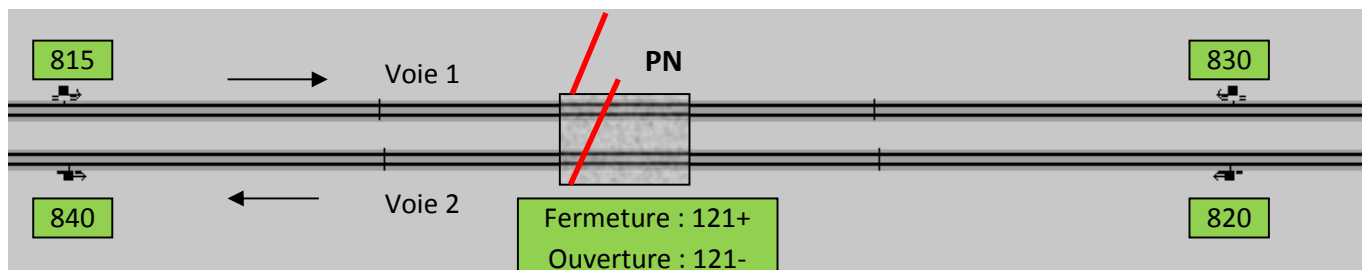 815
Voie 1
PN
830
840
Voie 2
820
Fermeture : 121+
Ouverture : 121-